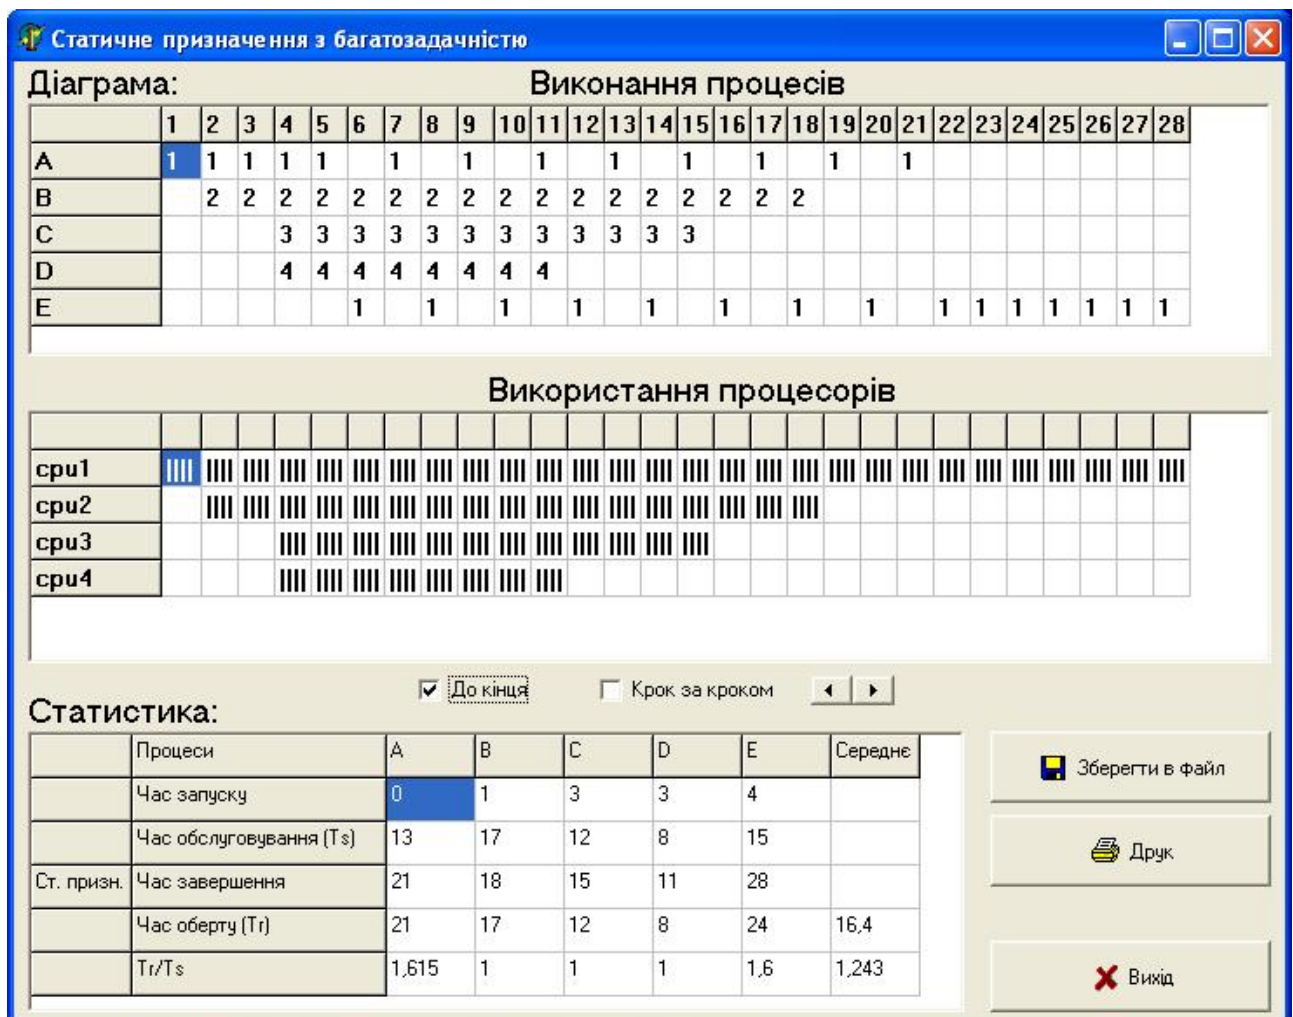 Статичне призначення з багатозадачністю
Діаграма: Виконання процесів
1 2 3 4 5 6 7 8 9 10 11 12 13 14 15 16 17 18 19 20 21 22 23 24 25 26 27 28
A 1 1 1 1 1 1 1 1 1 1 1 1 1
B 2 2 2 2 2 2 2 2 2 2 2 2 2 2 2 2 2
C 3 3 3 3 3 3 3 3 3 3 3 3
D 4 4 4 4 4 4 4 4
E 1 1 1 1 1 1 1 1 1 1 1 1 1 1 1
Використання процесорів
cpu1 |||| |||| |||| |||| |||| |||| |||| |||| |||| |||| |||| |||| |||| |||| |||| |||| |||| |||| |||| |||| |||| |||| |||| |||| |||| |||| |||| ||||
cpu2 |||| |||| |||| |||| |||| |||| |||| |||| |||| |||| |||| |||| |||| |||| |||| |||| ||||
cpu3 |||| |||| |||| |||| |||| |||| |||| |||| |||| |||| |||| ||||
cpu4 |||| |||| |||| |||| |||| |||| |||| ||||
До кінця Крок за кроком
Статистика:
Процеси A B C D E Середнє
Час запуску 0 1 3 3 4
Час обслуговування (Ts) 13 17 12 8 15
Ст. призн. Час завершення 21 18 15 11 28
Час оберту (Tr) 21 17 12 8 24 16,4
Tr/Ts 1,615 1 1 1 1,6 1,243
Зберегти в файл
Друк
Вихід